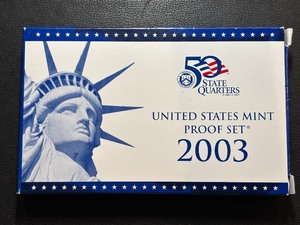 50
STATE
QUARTERS
UNITED STATES MINT
PROOF SET®
2003